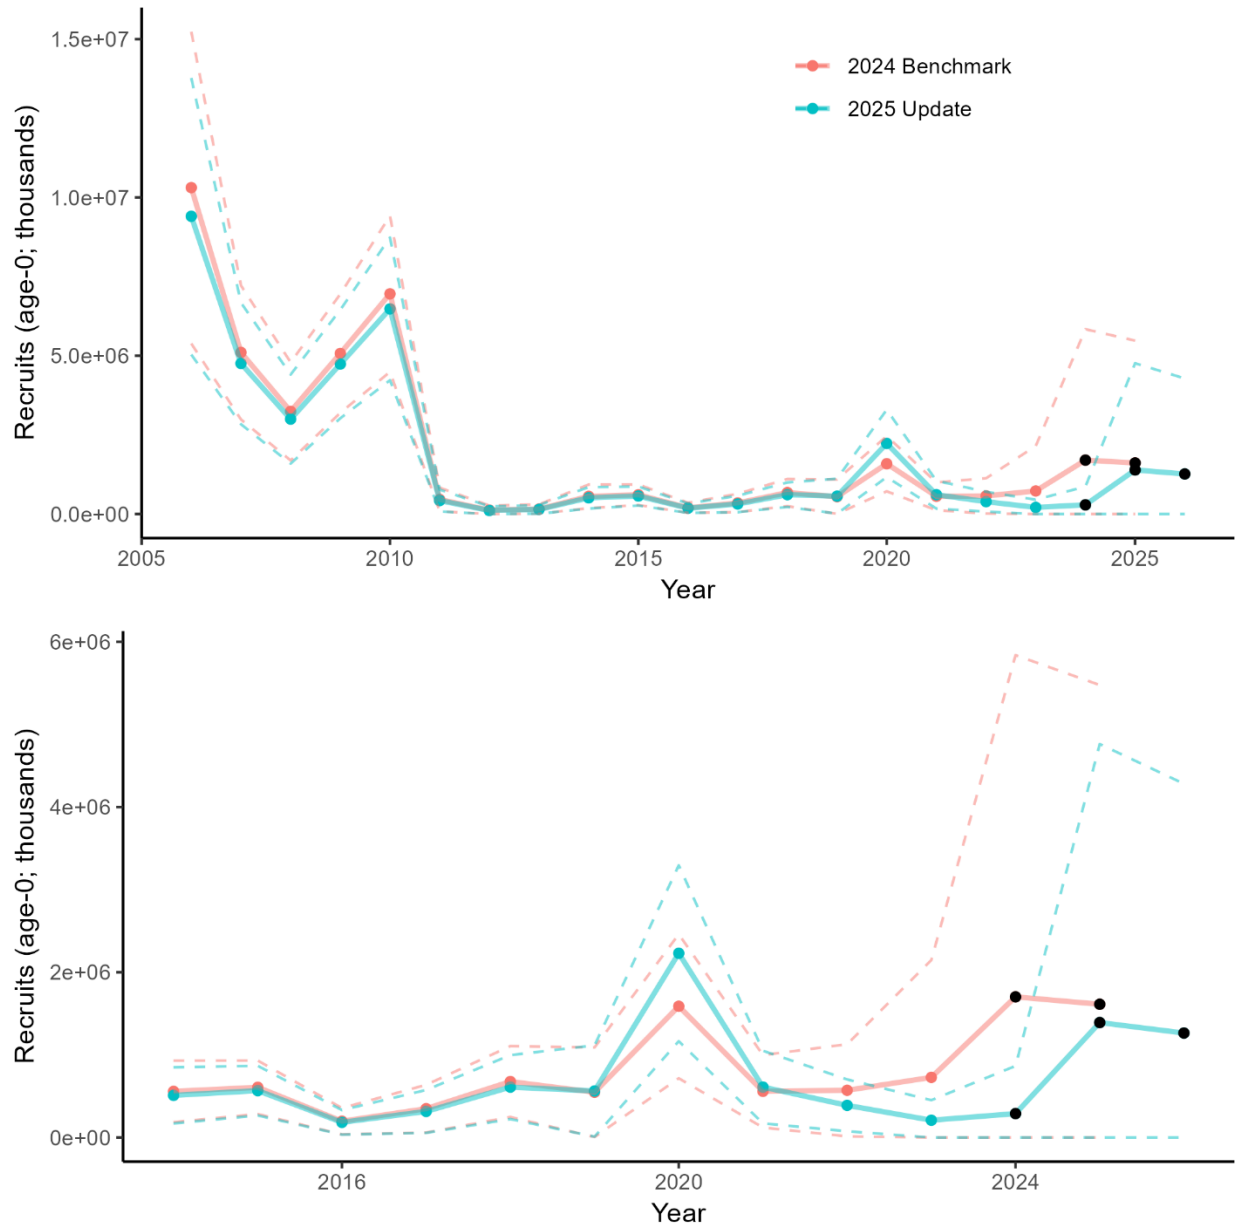 1.5e+07
1.0e+07
5.0e+06
0.0e+00
Recruits (age-0; thousands)
2024 Benchmark
2025 Update
2005
2010
2015
2020
2025
Year
6e+06
4e+06
2e+06
0e+00
Recruits (age-0; thousands)
2016
2020
2024
Year